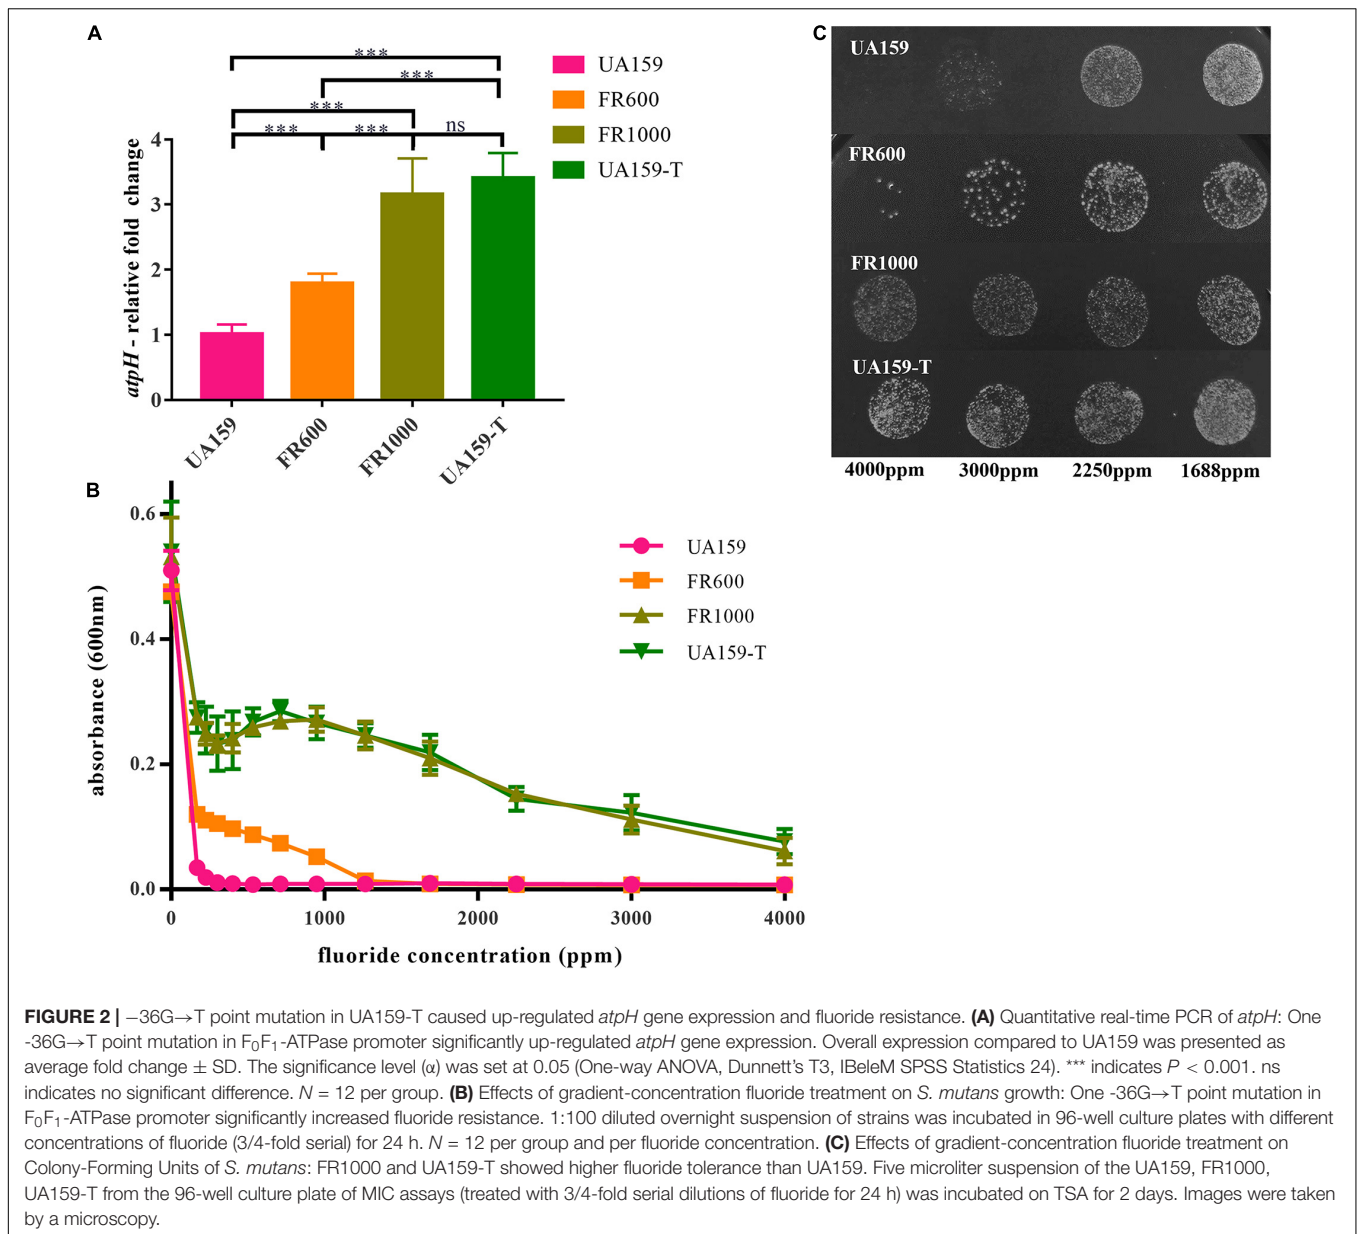 A
***
***
***
***
***
ns
UA159
FR600
FR1000
UA159-T
atpH - relative fold change
4
3
2
1
0
UA159
FR600
FR1000
UA159-T
C
UA159
FR600
FR1000
UA159-T
4000ppm 3000ppm 2250ppm 1688ppm
B
absorbance (600nm)
0.6
0.4
0.2
0.0
0 1000 2000 3000 4000
fluoride concentration (ppm)
UA159
FR600
FR1000
UA159-T
FIGURE 2 | −36G→T point mutation in UA159-T caused up-regulated atpH gene expression and fluoride resistance. (A) Quantitative real-time PCR of atpH: One
-36G→T point mutation in F₀F₁-ATPase promoter significantly up-regulated atpH gene expression. Overall expression compared to UA159 was presented as
average fold change ± SD. The significance level (α) was set at 0.05 (One-way ANOVA, Dunnett's T3, IBeleM SPSS Statistics 24). *** indicates P < 0.001. ns
indicates no significant difference. N = 12 per group. (B) Effects of gradient-concentration fluoride treatment on S. mutans growth: One -36G→T point mutation in
F₀F₁-ATPase promoter significantly increased fluoride resistance. 1:100 diluted overnight suspension of strains was incubated in 96-well culture plates with different
concentrations of fluoride (3/4-fold serial) for 24 h. N = 12 per group and per fluoride concentration. (C) Effects of gradient-concentration fluoride treatment on
Colony-Forming Units of S. mutans: FR1000 and UA159-T showed higher fluoride tolerance than UA159. Five microliter suspension of the UA159, FR1000,
UA159-T from the 96-well culture plate of MIC assays (treated with 3/4-fold serial dilutions of fluoride for 24 h) was incubated on TSA for 2 days. Images were taken
by a microscopy.